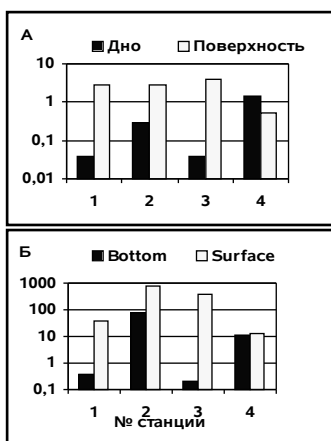 А
Дно Поверхность
10
1
0,1
0,01
1 2 3 4
Б
Bottom Surface
1000
100
10
1
0,1
1 2 3 4
№ станции